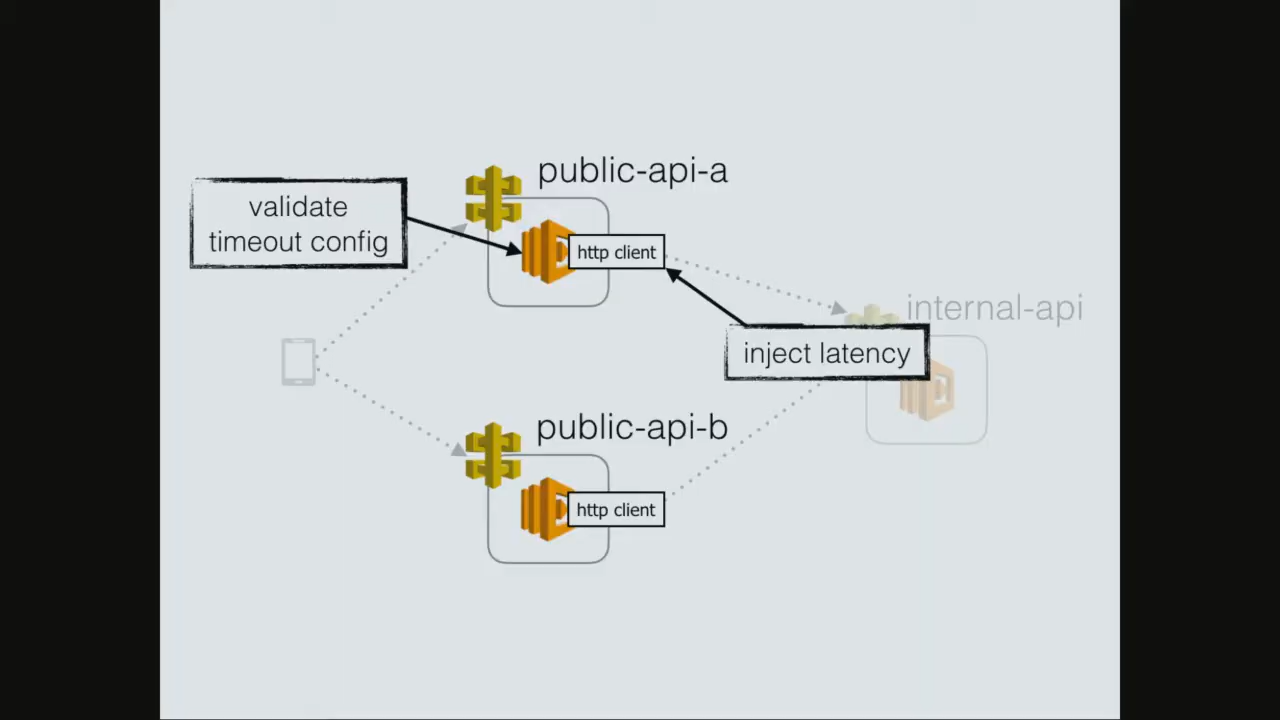 public-api-a
validate
timeout config
http client
internal-api
inject latency
public-api-b
http client